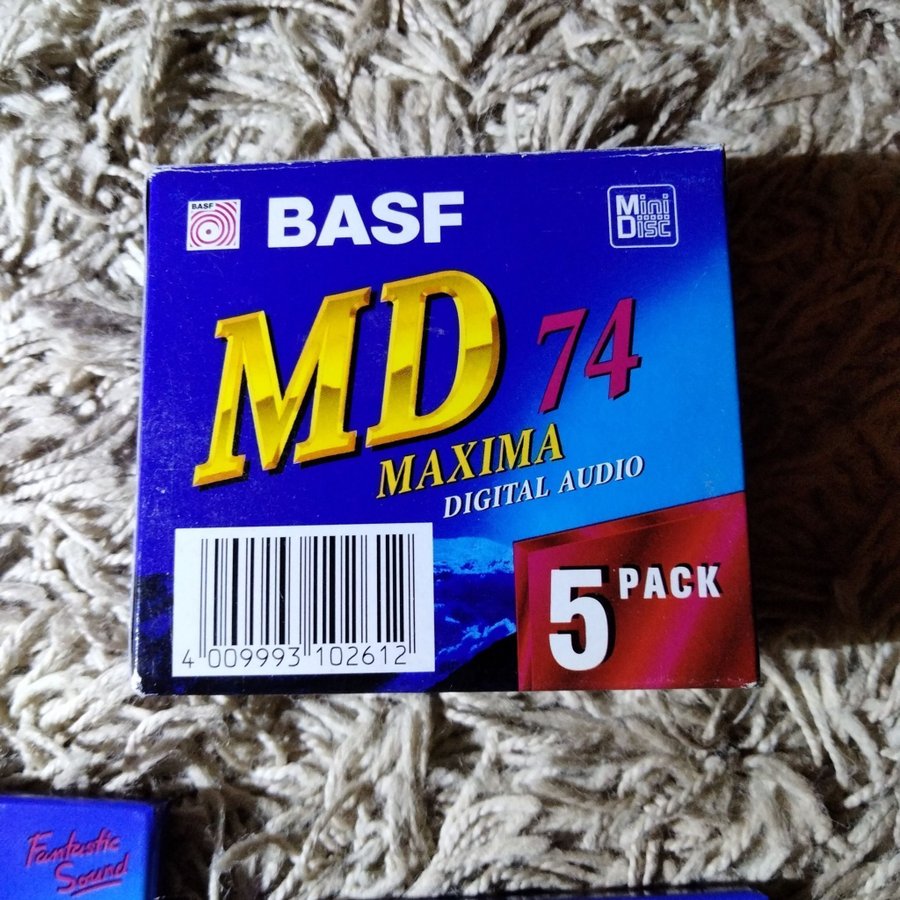 BASF
BASF
Mini
Disc
MD 74
MAXIMA
DIGITAL AUDIO
5 PACK
4 009993 102612
Fantastic
Sound